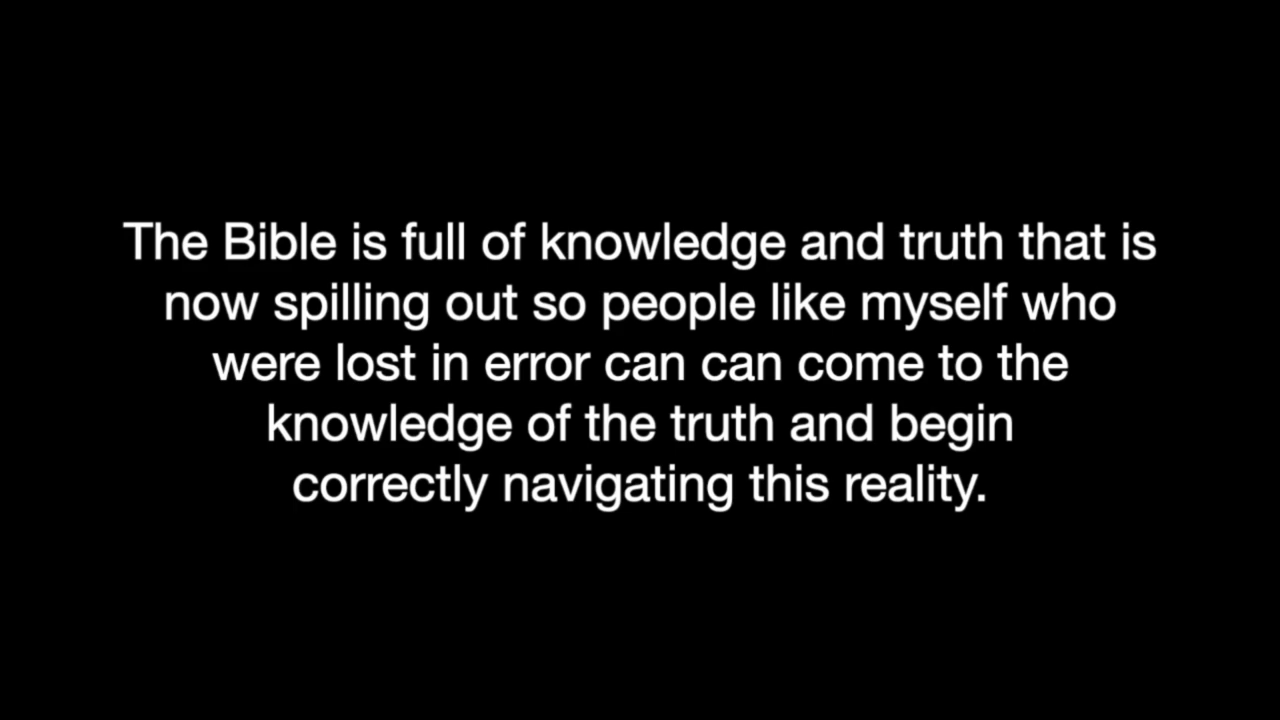 The Bible is full of knowledge and truth that is
now spilling out so people like myself who
were lost in error can can come to the
knowledge of the truth and begin
correctly navigating this reality.